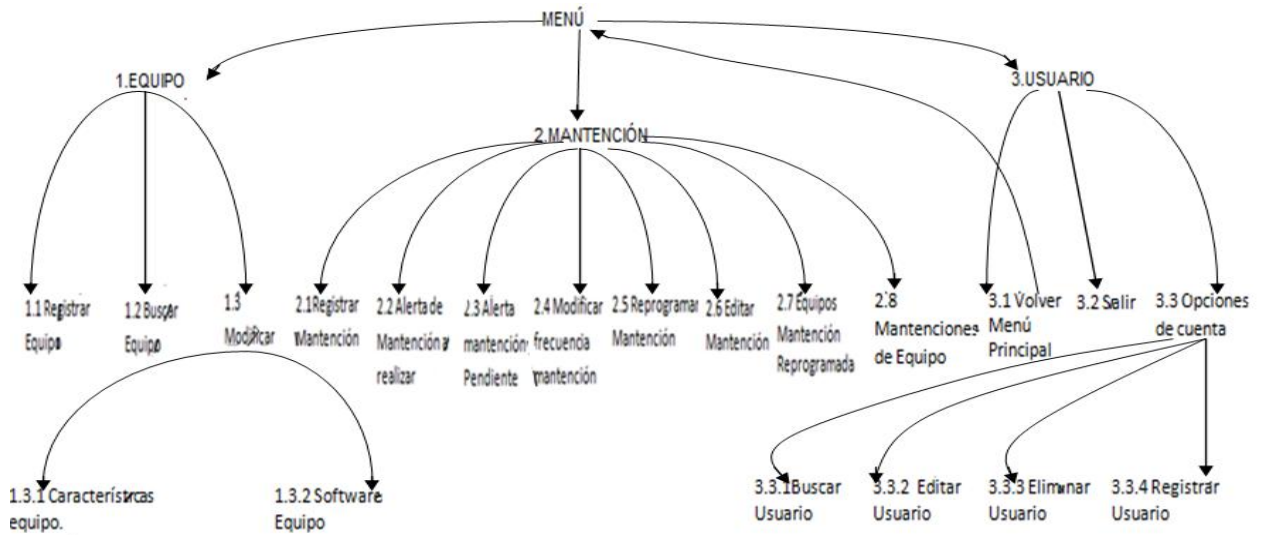 MENÚ
1.EQUIPO
3.USUARIO
2.MANTENCIÓN
1.1 Registrar
Equipo
1.2 Buscar
Equipo
1.3
Modificar
2.1Registrar
Mantención
2.2 Alerta de
Mantención a
realizar
2.3 Alerta
mantención
Pendiente
2.4 Modificar
frecuencia
mantención
2.5 Reprogramar
Mantención
2.6 Editar
Mantención
2.7 Equipos
Mantención
Reprogramada
2.8
Mantenciones
de Equipo
3.1 Volver
Menú
Principal
3.2 Salir
3.3 Opciones
de cuenta
1.3.1 Características
equipo.
1.3.2 Software
Equipo
3.3.1Buscar
Usuario
3.3.2 Editar
Usuario
3.3.3 Eliminar
Usuario
3.3.4 Registrar
Usuario